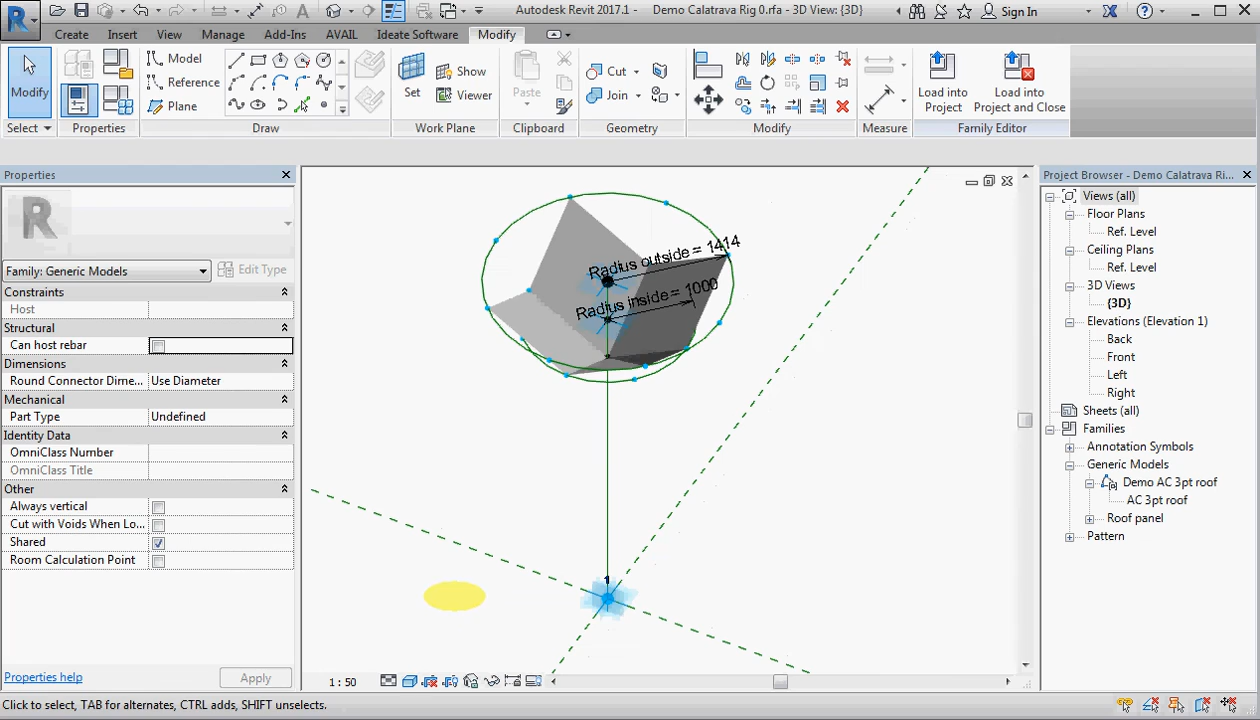 Autodesk Revit 2017.1 -     Demo Calatrava Rig 0.rfa - 3D View: {3D}
Sign In
Create Insert View Manage Add-Ins AVAIL Ideate Software Modify
Modify
Select
Properties
Model
Reference
Plane
Draw
Set
Show
Viewer
Work Plane
Paste
Clipboard
Cut
Join
Geometry
Modify
Measure
Load into
Project
Load into
Project and Close
Family Editor
Properties
R
Family: Generic Models
Edit Type
Constraints
Host
Structural
Can host rebar
Dimensions
Round Connector Dime... Use Diameter
Mechanical
Part Type Undefined
Identity Data
OmniClass Number
OmniClass Title
Other
Always vertical
Cut with Voids When Lo...
Shared
Room Calculation Point
Properties help
Apply
Radius outside = 1414
Radius inside = 1000
1
1 : 50
Project Browser - Demo Calatrava Ri...
Views (all)
Floor Plans
Ref. Level
Ceiling Plans
Ref. Level
3D Views
{3D}
Elevations (Elevation 1)
Back
Front
Left
Right
Sheets (all)
Families
Annotation Symbols
Generic Models
Demo AC 3pt roof
AC 3pt roof
Roof panel
Pattern
Click to select, TAB for alternates, CTRL adds, SHIFT unselects.